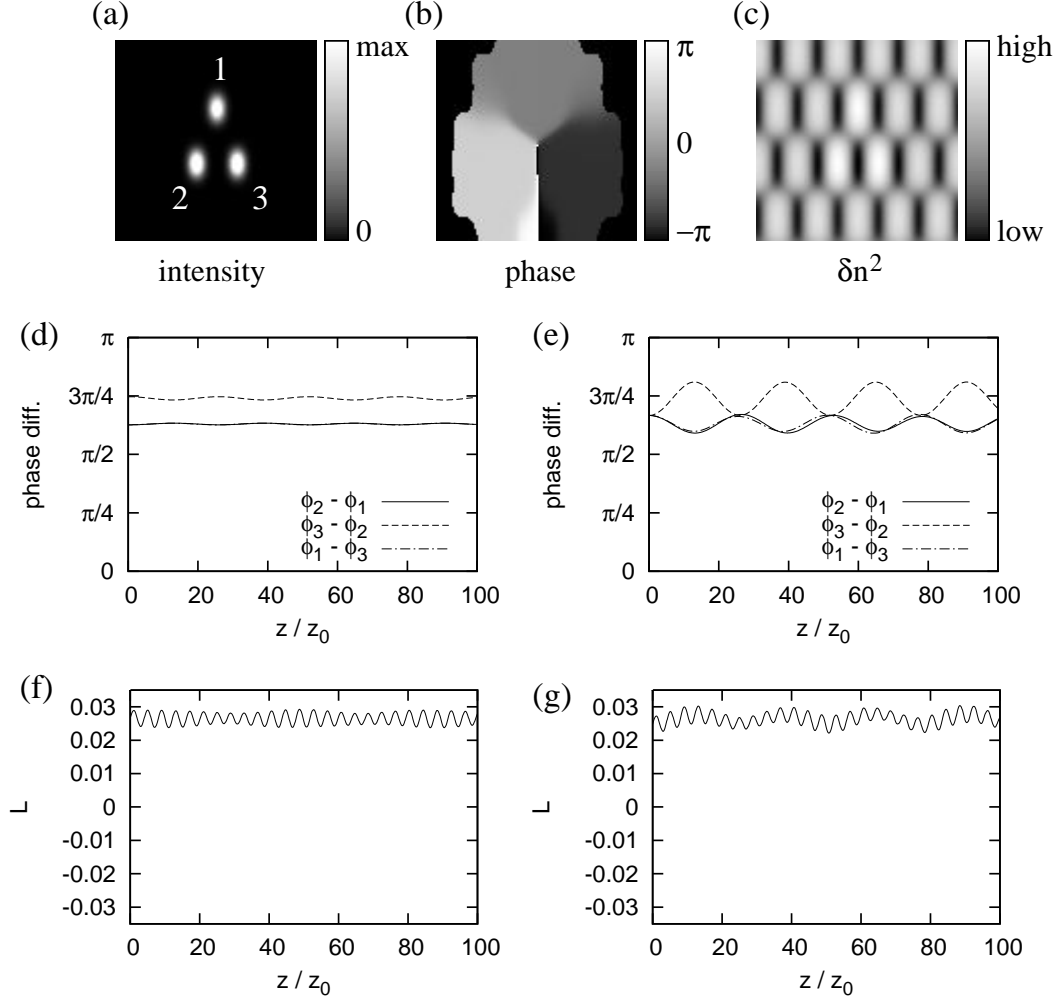 (a) (b) (c)
max
0
1
2 3
intensity
π
0
−π
phase
high
low
δn²
(d)
phase diff.
π
3π/4
π/2
π/4
0
ϕ₂ - ϕ₁
ϕ₃ - ϕ₂
ϕ₁ - ϕ₃
0 20 40 60 80 100
z / z₀
(e)
phase diff.
π
3π/4
π/2
π/4
0
ϕ₂ - ϕ₁
ϕ₃ - ϕ₂
ϕ₁ - ϕ₃
0 20 40 60 80 100
z / z₀
(f)
L
0.03
0.02
0.01
0
-0.01
-0.02
-0.03
0 20 40 60 80 100
z / z₀
(g)
L
0.03
0.02
0.01
0
-0.01
-0.02
-0.03
0 20 40 60 80 100
z / z₀